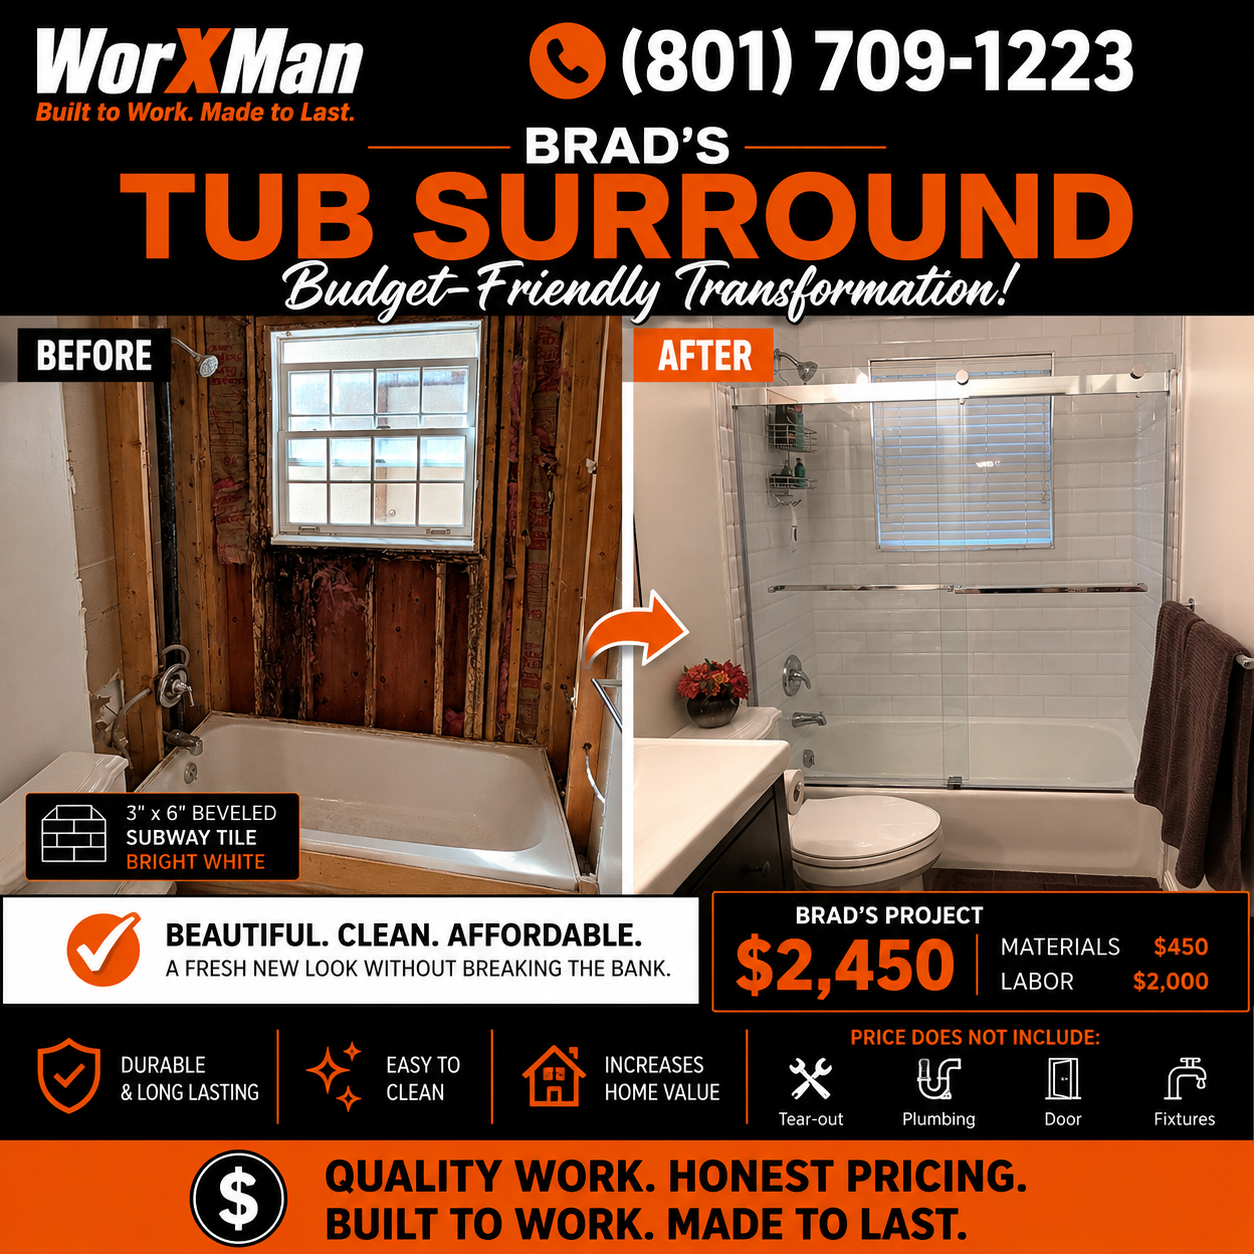 WorXMan
Built to Work. Made to Last.
(801) 709-1223
BRAD'S
TUB SURROUND
Budget-Friendly Transformation!
BEFORE
AFTER
3" x 6" BEVELED
SUBWAY TILE
BRIGHT WHITE
BEAUTIFUL. CLEAN. AFFORDABLE.
A FRESH NEW LOOK WITHOUT BREAKING THE BANK.
BRAD'S PROJECT
$2,450
MATERIALS $450
LABOR $2,000
DURABLE
& LONG LASTING
EASY TO
CLEAN
INCREASES
HOME VALUE
PRICE DOES NOT INCLUDE:
Tear-out
Plumbing
Door
Fixtures
$
QUALITY WORK. HONEST PRICING.
BUILT TO WORK. MADE TO LAST.